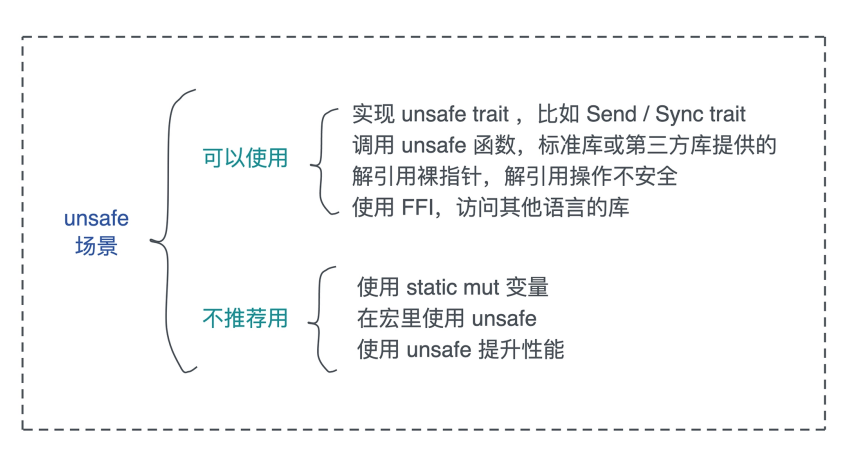 unsafe
场景
可以使用
实现 unsafe trait ，比如 Send / Sync trait
调用 unsafe 函数，标准库或第三方库提供的
解引用裸指针，解引用操作不安全
使用 FFI，访问其他语言的库
不推荐用
使用 static mut 变量
在宏里使用 unsafe
使用 unsafe 提升性能